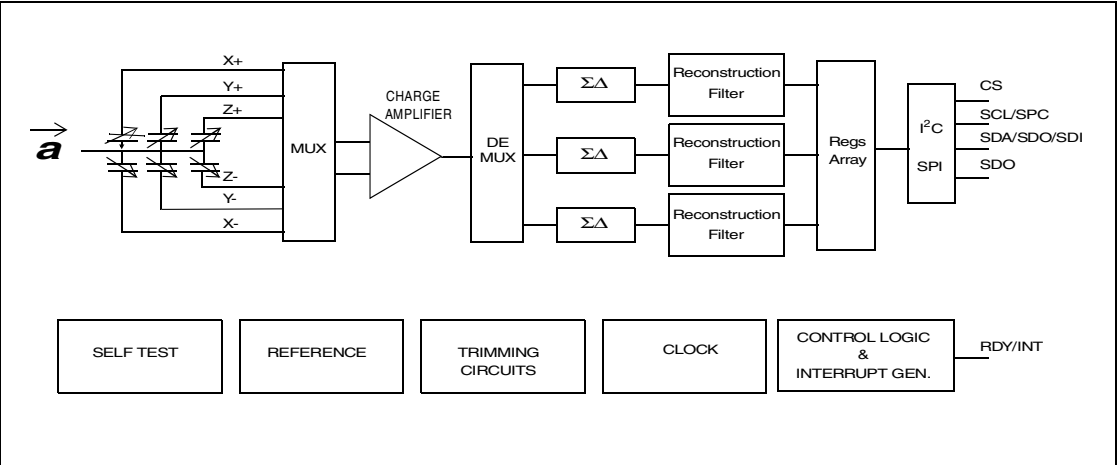 X+
Y+
Z+
a
Z-
Y-
X-
MUX
CHARGE
AMPLIFIER
DE
MUX
ΣΔ
ΣΔ
ΣΔ
Reconstruction
Filter
Reconstruction
Filter
Reconstruction
Filter
Regs
Array
I²C
SPI
CS
SCL/SPC
SDA/SDO/SDI
SDO
SELF TEST
REFERENCE
TRIMMING
CIRCUITS
CLOCK
CONTROL LOGIC
&
INTERRUPT GEN.
RDY/INT